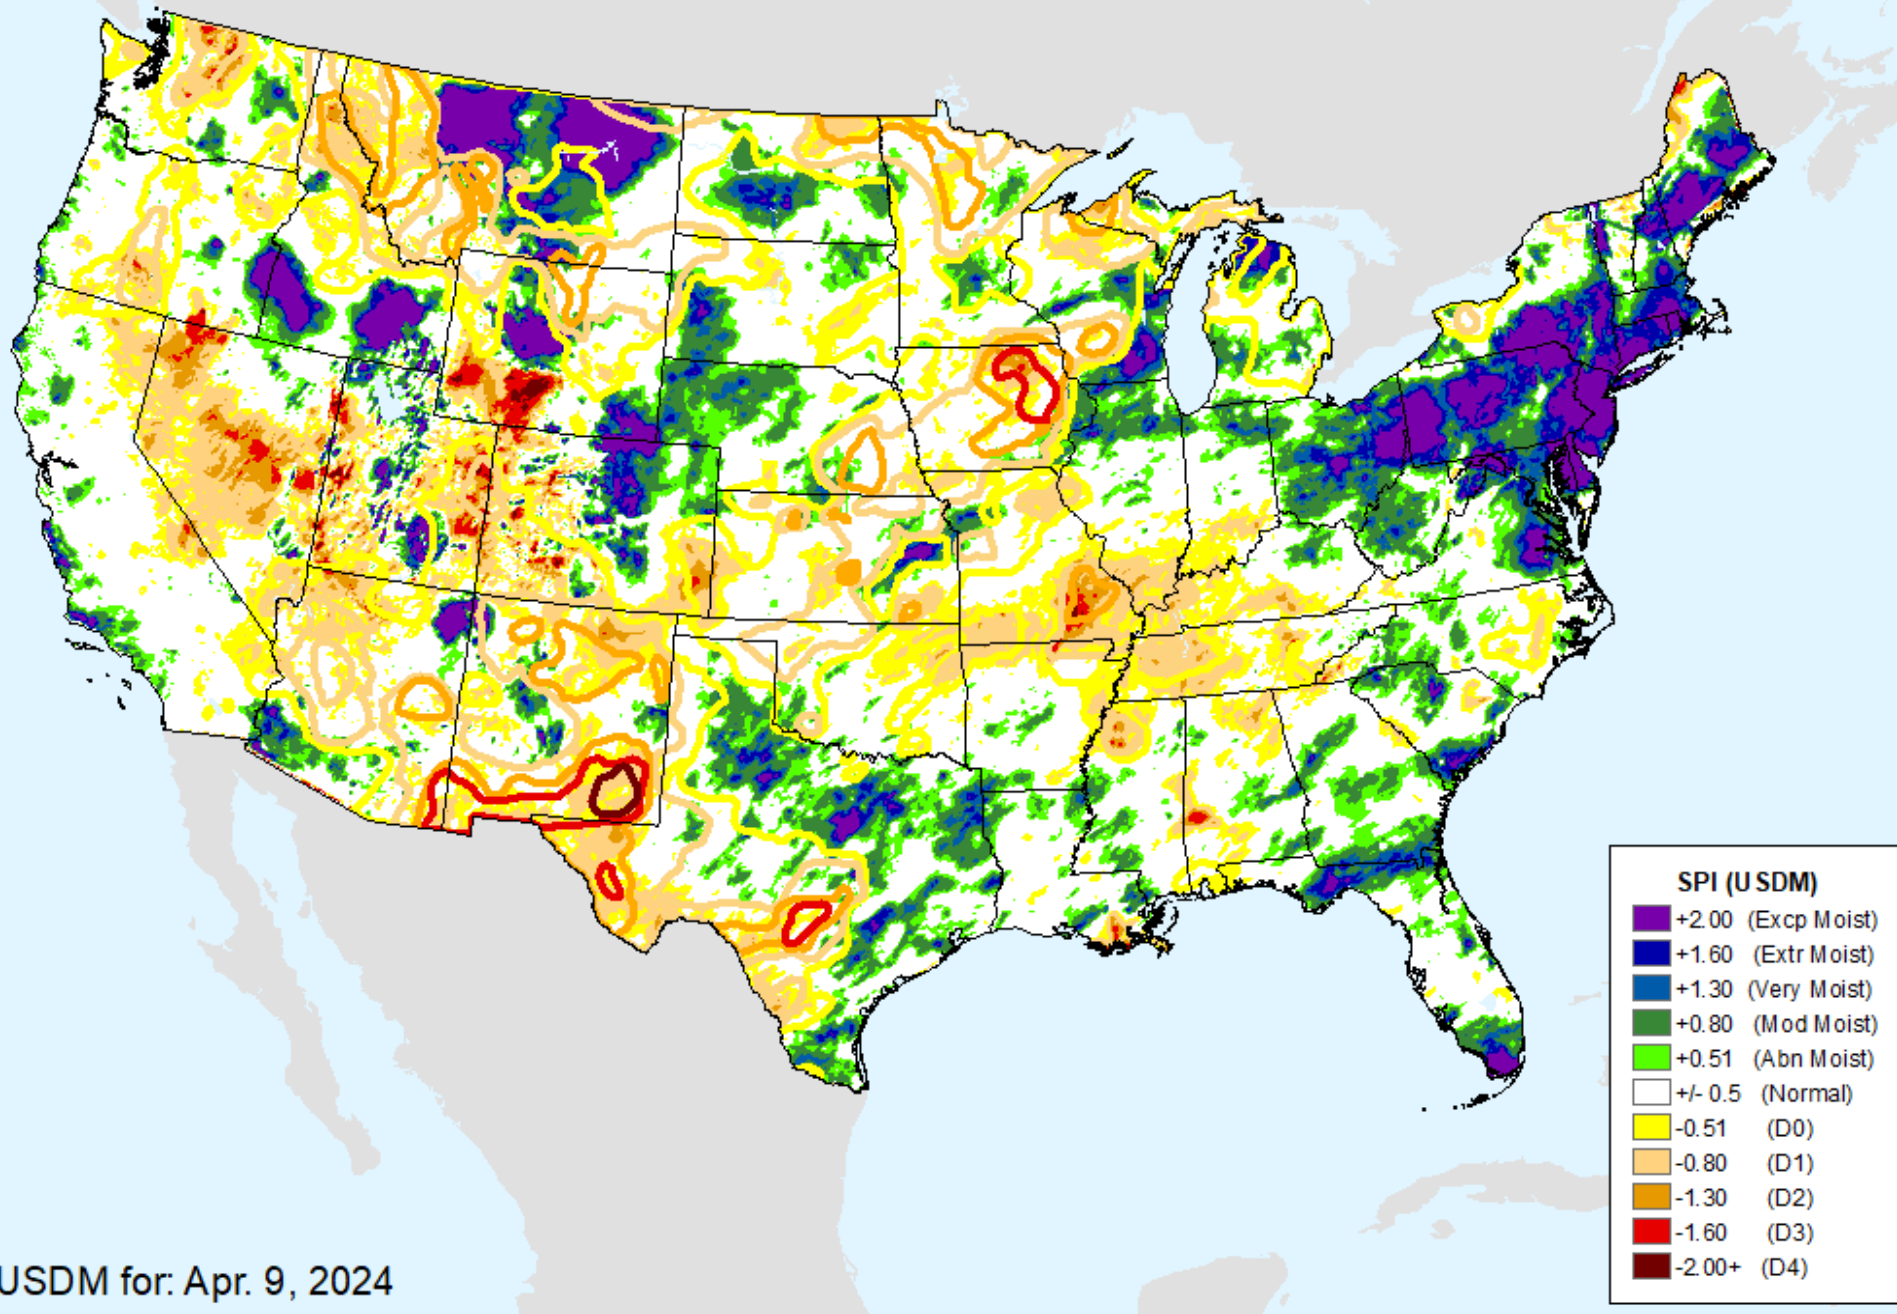 SPI (USDM)
+2.00 (Excp Moist)
+1.60 (Extr Moist)
+1.30 (Very Moist)
+0.80 (Mod Moist)
+0.51 (Abn Moist)
+/- 0.5 (Normal)
-0.51 (D0)
-0.80 (D1)
-1.30 (D2)
-1.60 (D3)
-2.00+ (D4)
USDM for: Apr. 9, 2024